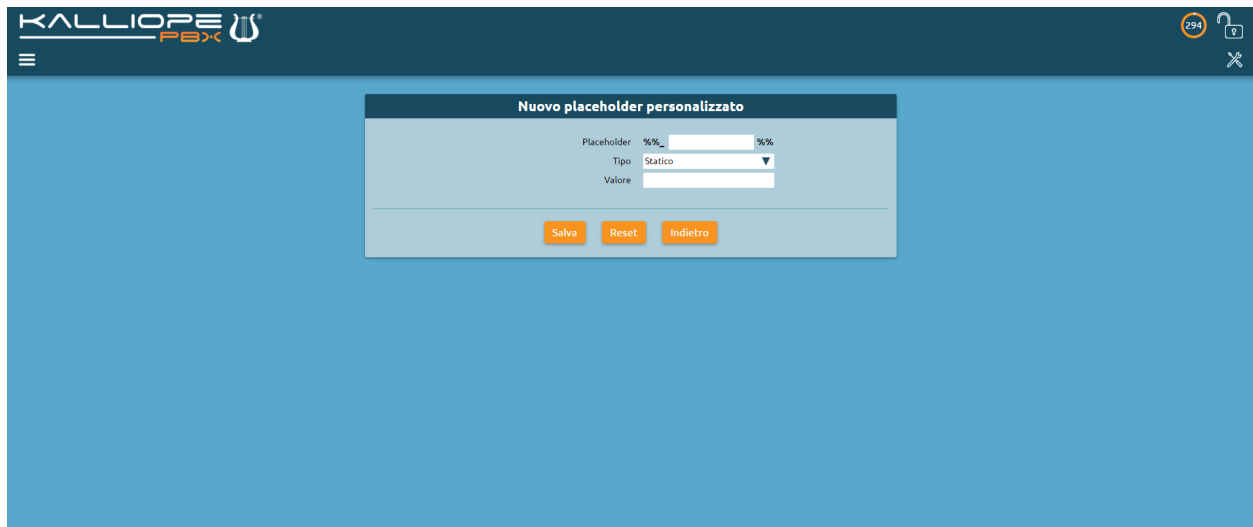 KALLIOPE
PBX
294
Nuovo placeholder personalizzato
Placeholder %%_ %%
Tipo Statico
Valore
Salva Reset Indietro